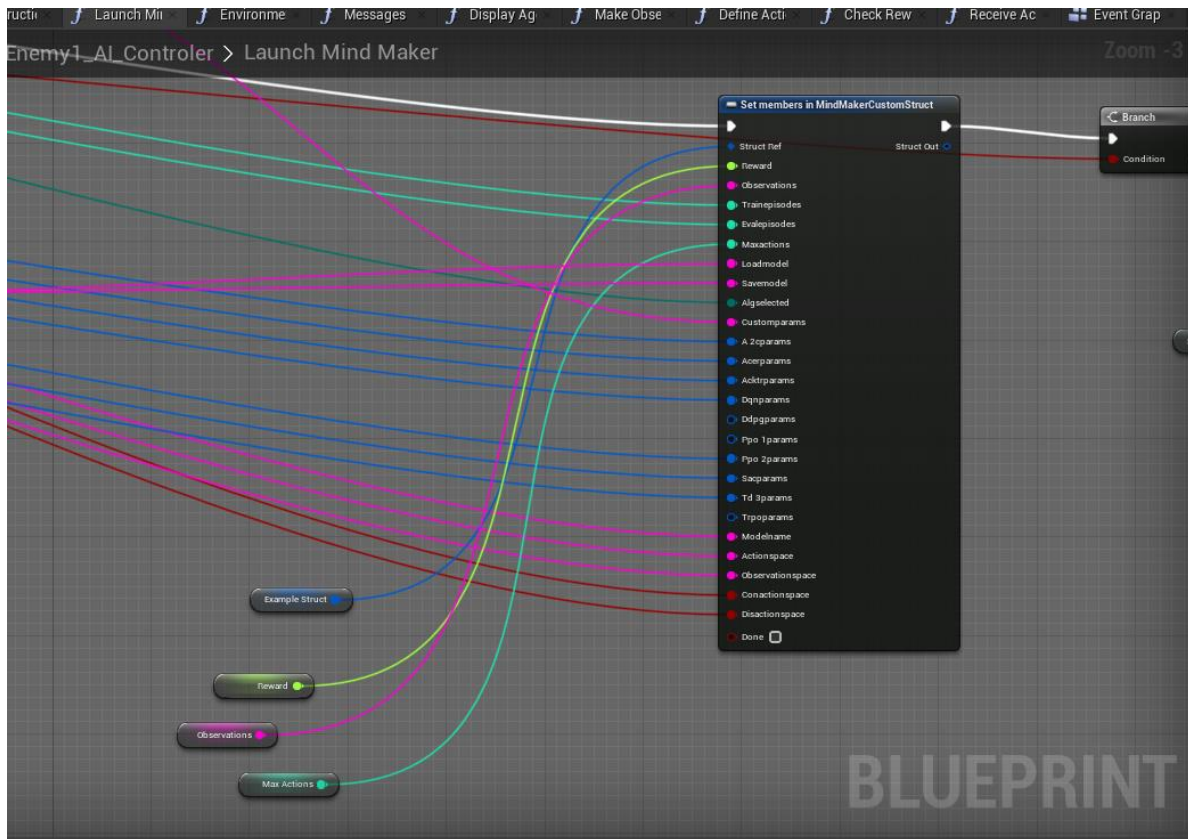 ructi
Launch Mi
Environme
Messages
Display Ag
Make Obse
Define Acti
Check Rew
Receive Ac
Event Grap
Enemy1_AI_Controler > Launch Mind Maker
Zoom -3
Set members in MindMakerCustomStruct
Struct Ref
Struct Out
Reward
Observations
Trainepisodes
Evalepisodes
Maxactions
Loadmodel
Savemodel
Algselected
Customparams
A 2cparams
Acerparams
Acktrparams
Dqnparams
Ddpgparams
Ppo 1params
Ppo 2params
Sacparams
Td 3params
Trpoparams
Modelname
Actionspace
Observationspace
Conactionspace
Disactionspace
Done
Branch
Condition
Example Struct
Reward
Observations
Max Actions
BLUEPRINT